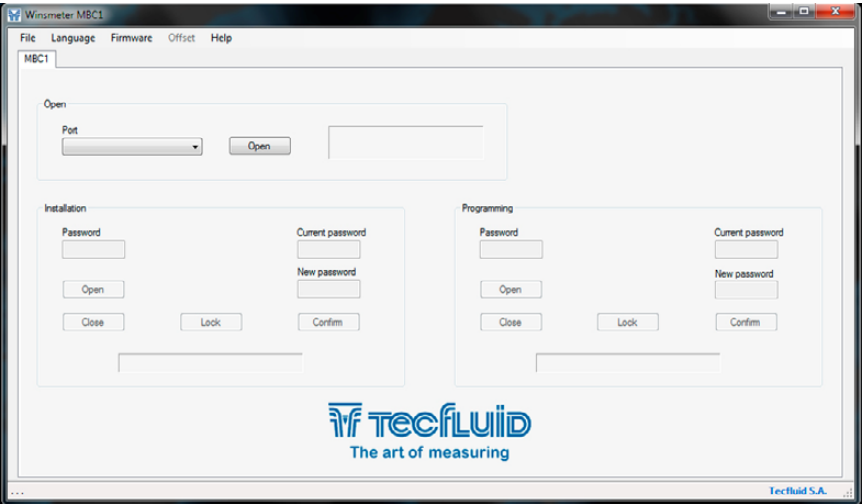 Winsmeter MBC1
File Language Firmware Offset Help
MBC1
Open
Port
Open
Installation
Password
Current password
New password
Open
Close Lock Confirm
Programming
Password
Current password
New password
Open
Close Lock Confirm
Tecfluid
The art of measuring
... Tecfluid S.A.